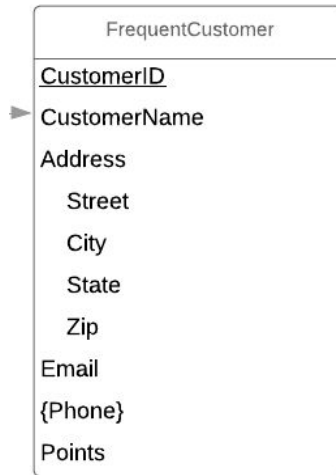 FrequentCustomer
CustomerID
CustomerName
Address
Street
City
State
Zip
Email
{Phone}
Points